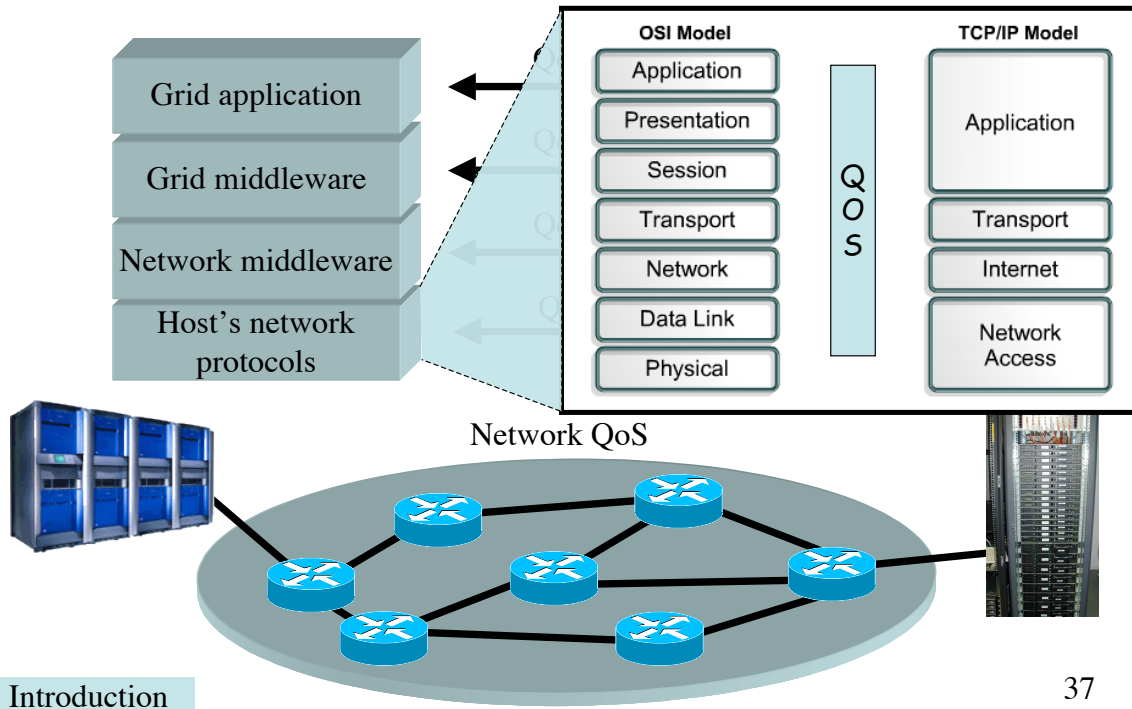 Grid application
Grid middleware
Network middleware
Host's network
protocols
OSI Model
Application
Presentation
Session
Transport
Network
Data Link
Physical
Q
O
S
TCP/IP Model
Application
Transport
Internet
Network
Access
Network QoS
Introduction
37